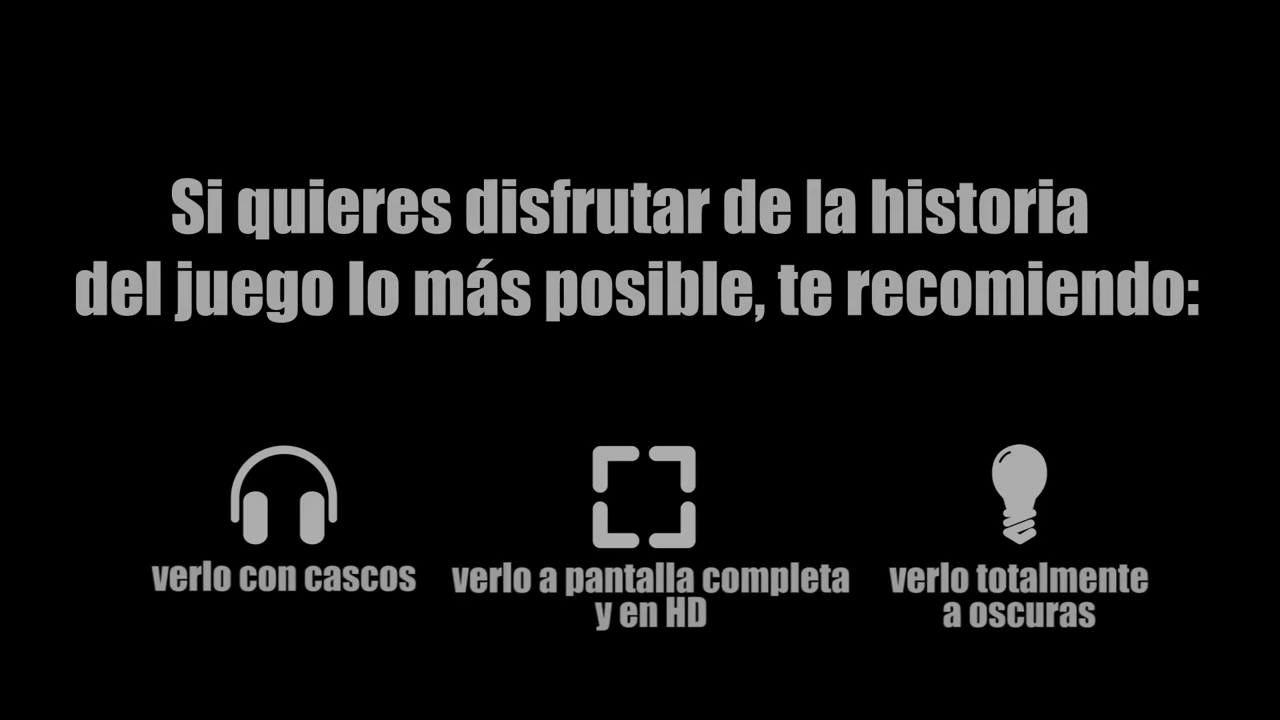 Si quieres disfrutar de la historia
del juego lo más posible, te recomiendo:
verlo con cascos
verlo a pantalla completa
y en HD
verlo totalmente
a oscuras